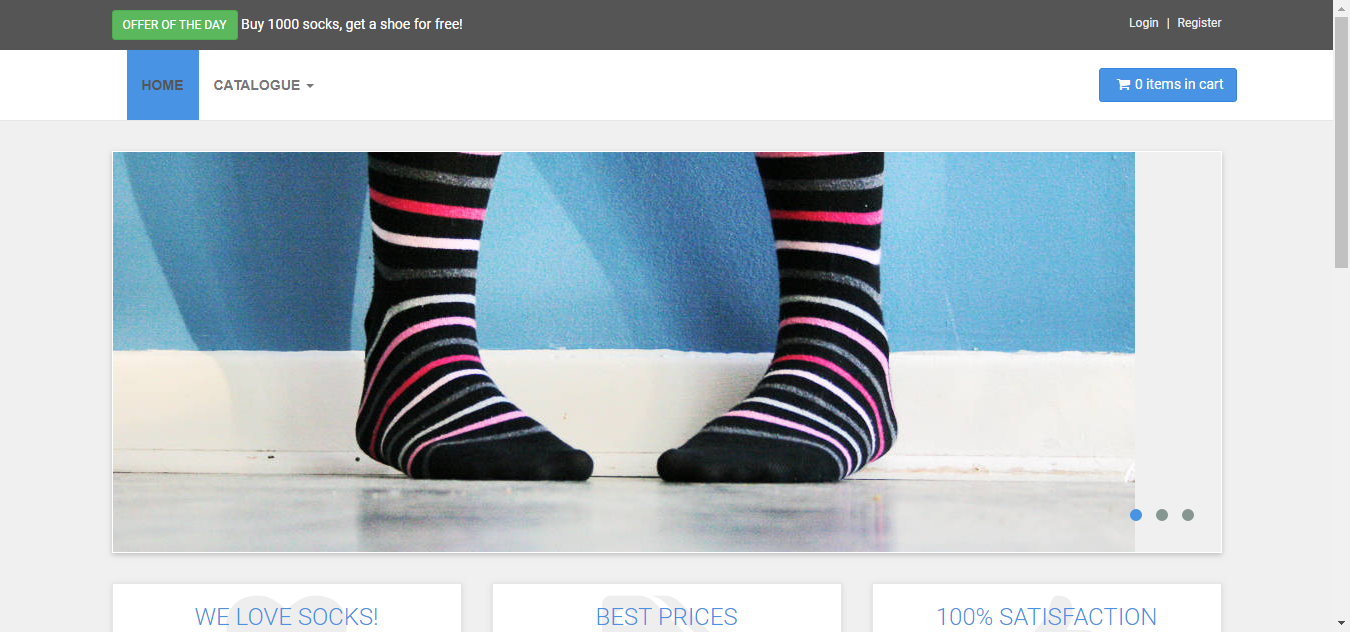 OFFER OF THE DAY Buy 1000 socks, get a shoe for free!
Login | Register
HOME CATALOGUE
0 items in cart
WE LOVE SOCKS!
BEST PRICES
100% SATISFACTION